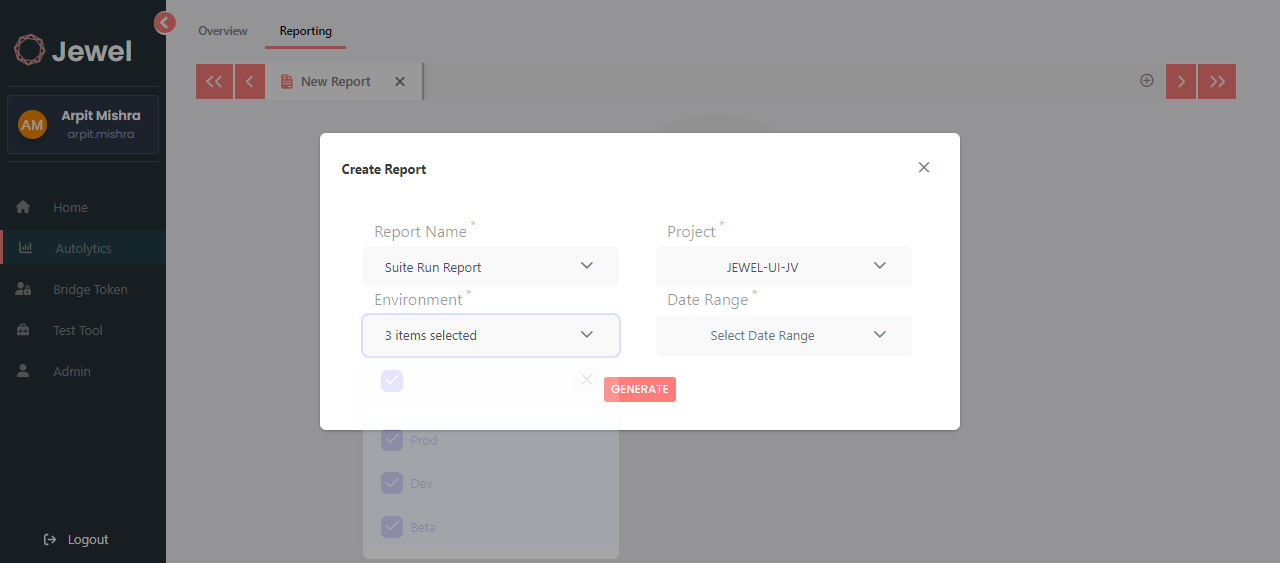 Jewel
AM
Arpit Mishra
arpit.mishra
Home
Autolytics
Bridge Token
Test Tool
Admin
Logout
Overview
Reporting
New Report
Create Report
Report Name *
Project *
Suite Run Report
JEWEL-UI-JV
Environment *
Date Range *
3 items selected
Select Date Range
GENERATE
Prod
Dev
Beta